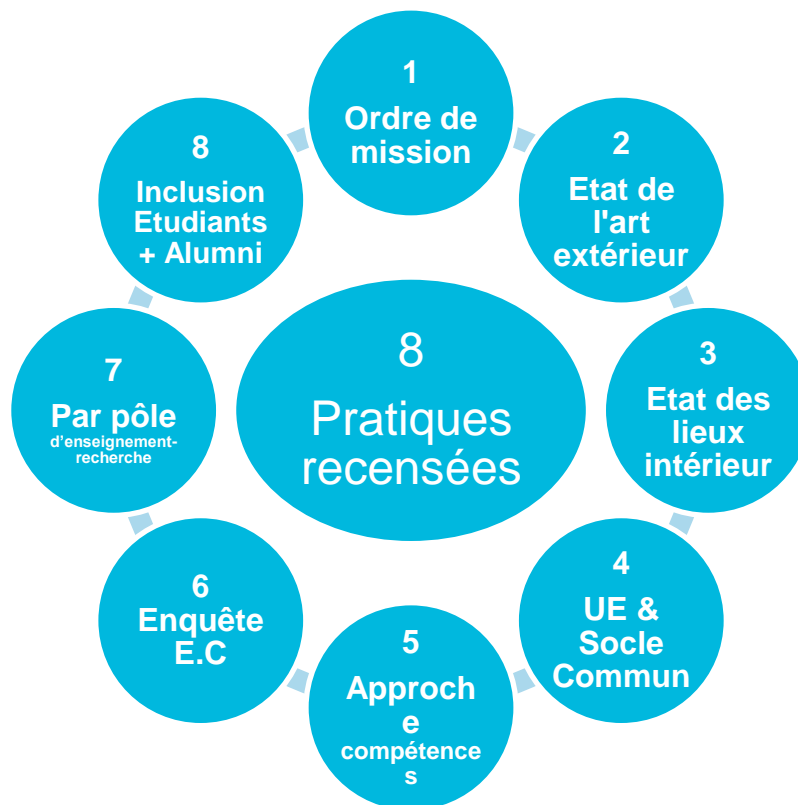 1
Ordre de
mission
2
Etat de
l'art
extérieur
3
Etat des
lieux
intérieur
4
UE &
Socle
Commun
5
Approch
e
compétence
s
6
Enquête
E.C
7
Par pôle
d'enseignement-
recherche
8
Inclusion
Etudiants
+ Alumni
8
Pratiques
recensées